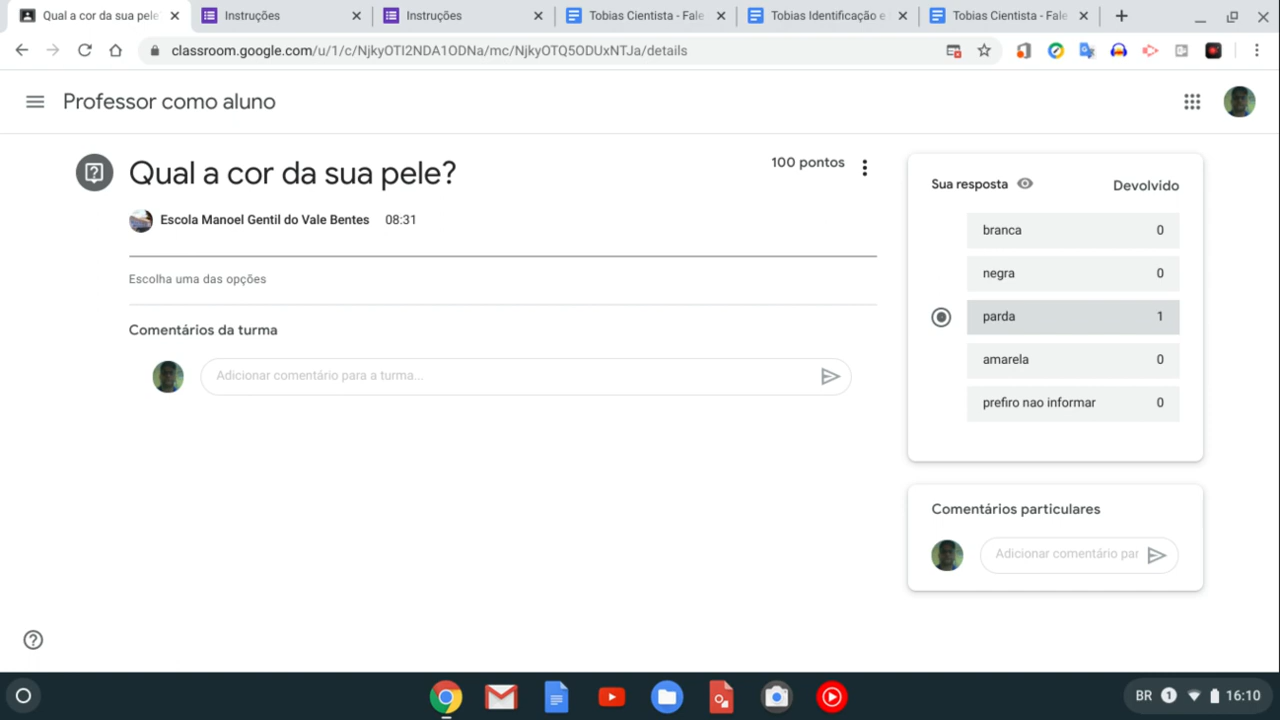 Qual a cor da sua pele
Instruções
Instruções
Tobias Cientista - Fale
Tobias Identificação e
Tobias Cientista - Fale
classroom.google.com/u/1/c/NjkyOTI2NDA1ODNa/mc/NjkyOTQ5ODUxNTJa/details
Professor como aluno
Qual a cor da sua pele?
100 pontos
Escola Manoel Gentil do Vale Bentes 08:31
Escolha uma das opções
Comentários da turma
Adicionar comentário para a turma...
Sua resposta
Devolvido
branca 0
negra 0
parda 1
amarela 0
prefiro nao informar 0
Comentários particulares
Adicionar comentário par
BR 1 16:10